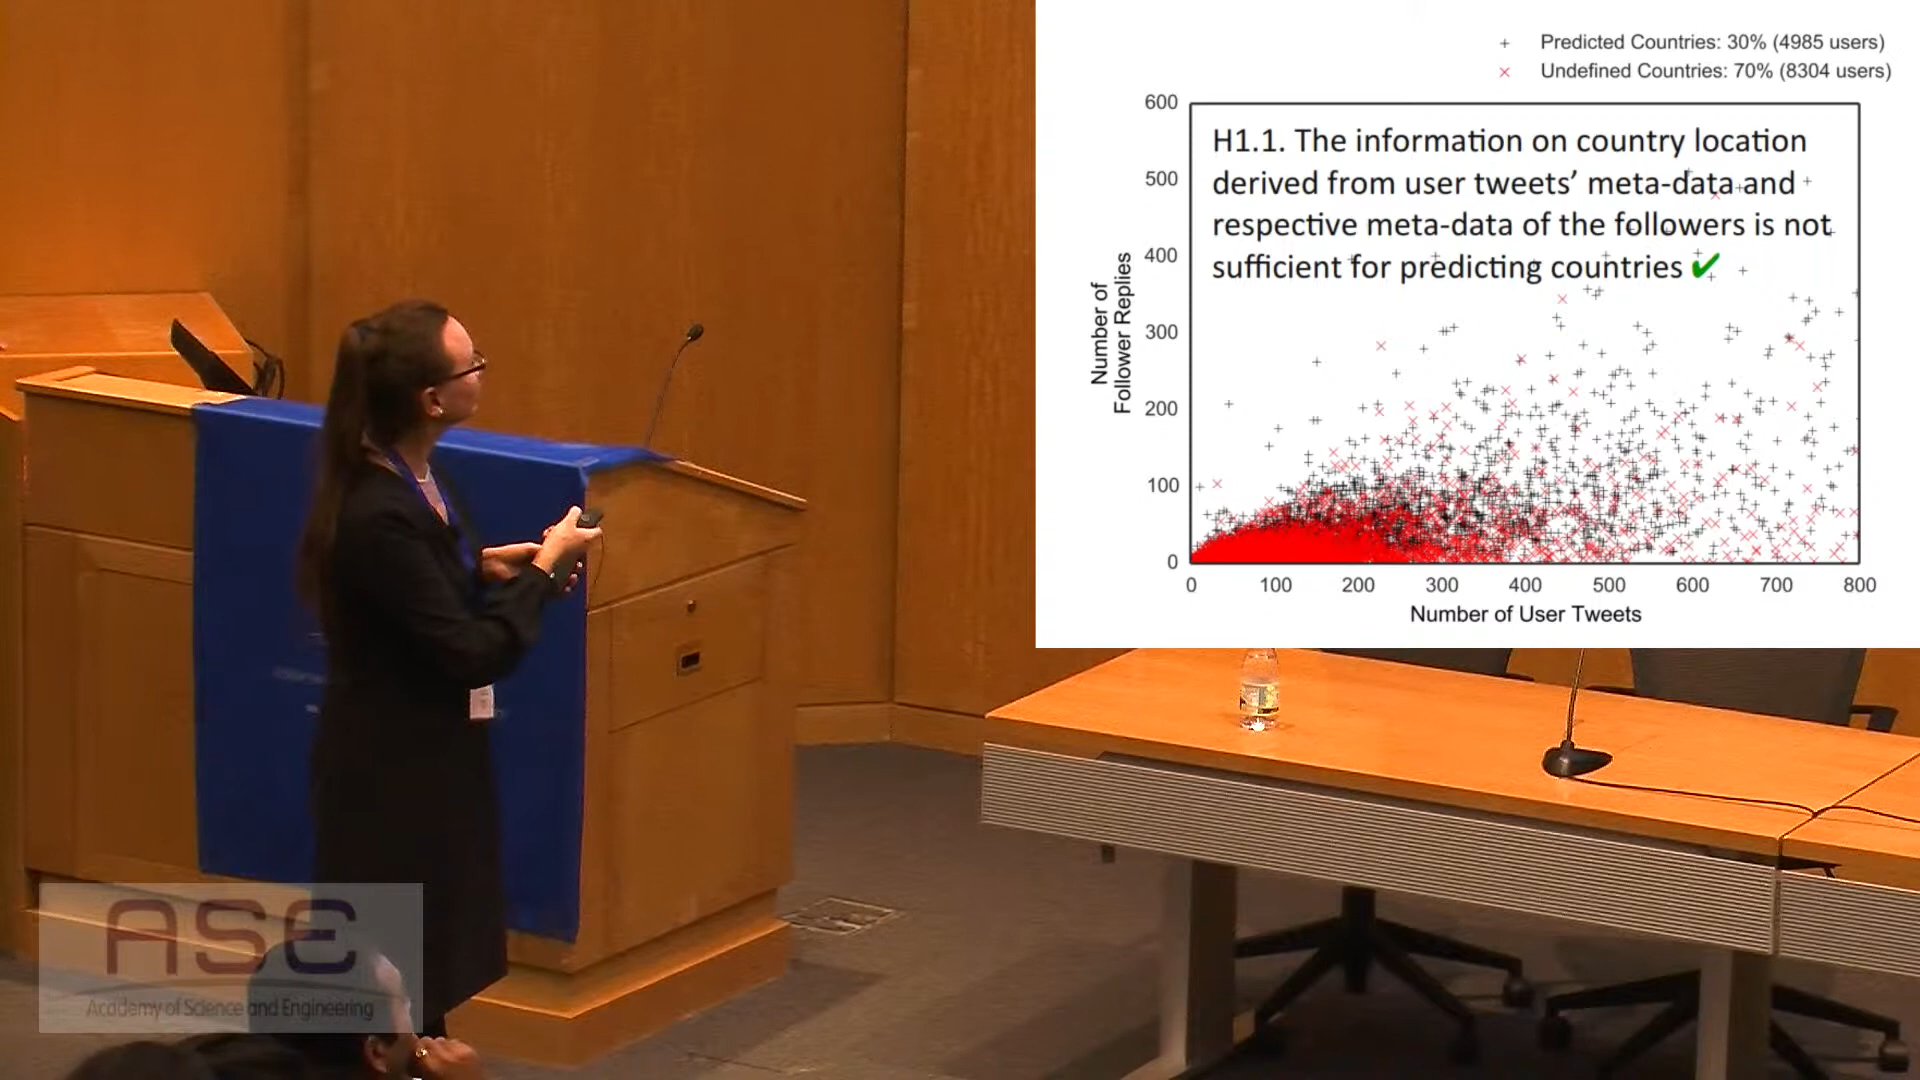 + Predicted Countries: 30% (4985 users)
× Undefined Countries: 70% (8304 users)
H1.1. The information on country location
derived from user tweets’ meta-data and
respective meta-data of the followers is not
sufficient for predicting countries ✔
600
500
400
300
200
100
0
Number of
Follower Replies
0 100 200 300 400 500 600 700 800
Number of User Tweets
ASE
Academy of Science and Engineering